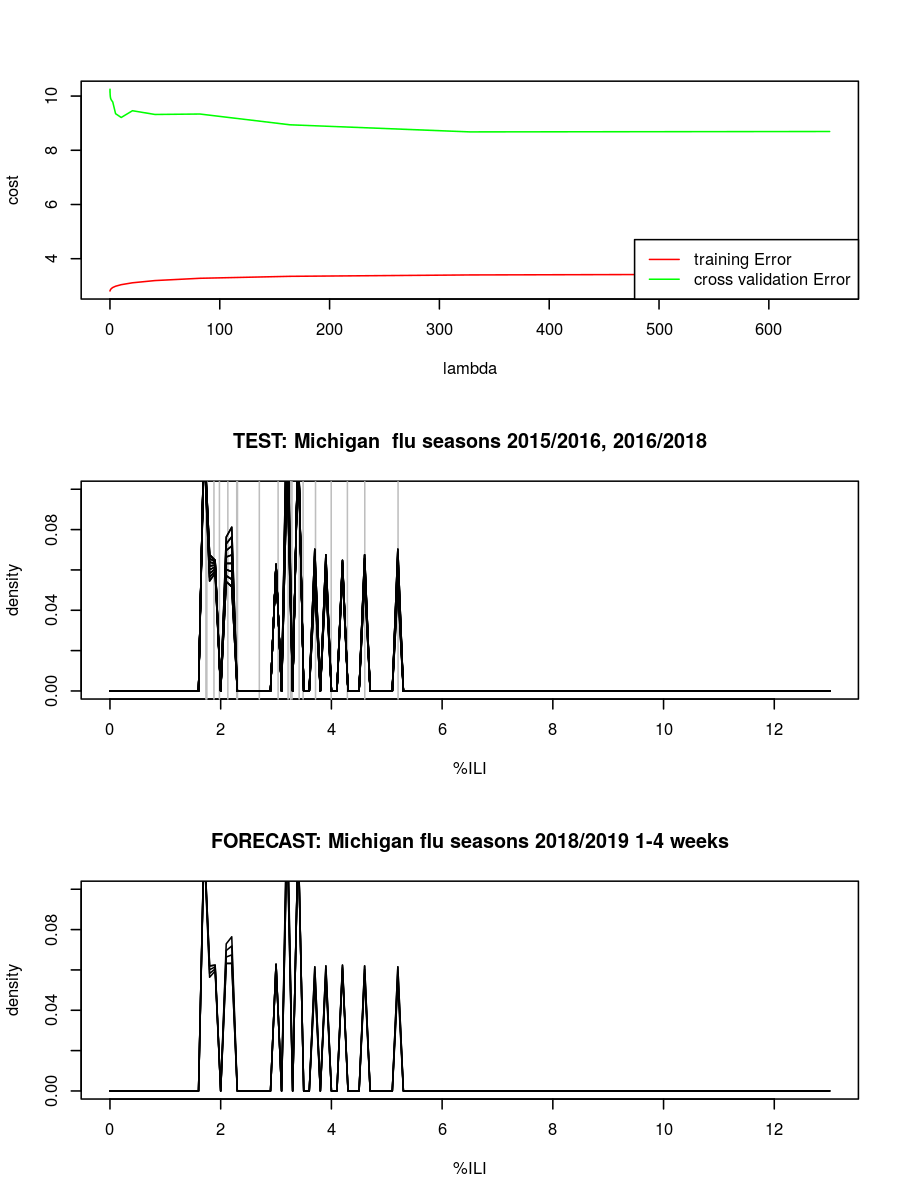 10
8
6
4
cost
training Error
cross validation Error
0 100 200 300 400 500 600
lambda
TEST: Michigan  flu seasons 2015/2016, 2016/2018
0.08
0.04
0.00
density
0 2 4 6 8 10 12
%ILI
FORECAST: Michigan flu seasons 2018/2019 1-4 weeks
0.08
0.04
0.00
density
0 2 4 6 8 10 12
%ILI